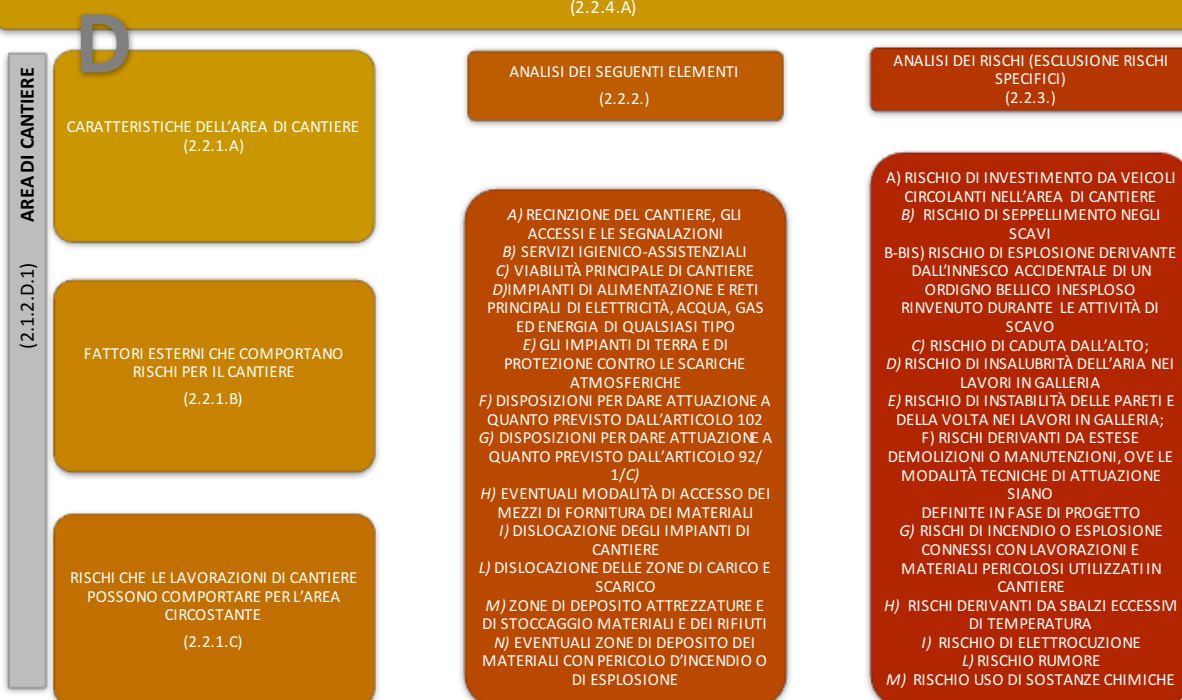 (2.2.4.A)
D
AREA DI CANTIERE
(2.1.2.D.1)
CARATTERISTICHE DELL'AREA DI CANTIERE
(2.2.1.A)
FATTORI ESTERNI CHE COMPORTANO
RISCHI PER IL CANTIERE
(2.2.1.B)
RISCHI CHE LE LAVORAZIONI DI CANTIERE
POSSONO COMPORTARE PER L'AREA
CIRCOSTANTE
(2.2.1.C)
ANALISI DEI SEGUENTI ELEMENTI
(2.2.2.)
A) RECINZIONE DEL CANTIERE, GLI
ACCESSI E LE SEGNALAZIONI
B) SERVIZI IGIENICO-ASSISTENZIALI
C) VIABILITÀ PRINCIPALE DI CANTIERE
D)IMPIANTI DI ALIMENTAZIONE E RETI
PRINCIPALI DI ELETTRICITÀ, ACQUA, GAS
ED ENERGIA DI QUALSIASI TIPO
E) GLI IMPIANTI DI TERRA E DI
PROTEZIONE CONTRO LE SCARICHE
ATMOSFERICHE
F) DISPOSIZIONI PER DARE ATTUAZIONE A
QUANTO PREVISTO DALL'ARTICOLO 102
G) DISPOSIZIONI PER DARE ATTUAZIONE A
QUANTO PREVISTO DALL'ARTICOLO 92/
1/C)
H) EVENTUALI MODALITÀ DI ACCESSO DEI
MEZZI DI FORNITURA DEI MATERIALI
I) DISLOCAZIONE DEGLI IMPIANTI DI
CANTIERE
L) DISLOCAZIONE DELLE ZONE DI CARICO E
SCARICO
M) ZONE DI DEPOSITO ATTREZZATURE E
DI STOCCAGGIO MATERIALI E DEI RIFIUTI
N) EVENTUALI ZONE DI DEPOSITO DEI
MATERIALI CON PERICOLO D'INCENDIO O
DI ESPLOSIONE
ANALISI DEI RISCHI (ESCLUSIONE RISCHI
SPECIFICI)
(2.2.3.)
A) RISCHIO DI INVESTIMENTO DA VEICOLI
CIRCOLANTI NELL'AREA DI CANTIERE
B) RISCHIO DI SEPPELLIMENTO NEGLI
SCAVI
B-BIS) RISCHIO DI ESPLOSIONE DERIVANTE
DALL'INNESCO ACCIDENTALE DI UN
ORDIGNO BELLICO INESPLOSO
RINVENUTO DURANTE LE ATTIVITÀ DI
SCAVO
C) RISCHIO DI CADUTA DALL'ALTO;
D) RISCHIO DI INSALUBRITÀ DELL'ARIA NEI
LAVORI IN GALLERIA
E) RISCHIO DI INSTABILITÀ DELLE PARETI E
DELLA VOLTA NEI LAVORI IN GALLERIA;
F) RISCHI DERIVANTI DA ESTESE
DEMOLIZIONI O MANUTENZIONI, OVE LE
MODALITÀ TECNICHE DI ATTUAZIONE
SIANO
DEFINITE IN FASE DI PROGETTO
G) RISCHI DI INCENDIO O ESPLOSIONE
CONNESSI CON LAVORAZIONI E
MATERIALI PERICOLOSI UTILIZZATI IN
CANTIERE
H) RISCHI DERIVANTI DA SBALZI ECCESSIVI
DI TEMPERATURA
I) RISCHIO DI ELETTROCUZIONE
L) RISCHIO RUMORE
M) RISCHIO USO DI SOSTANZE CHIMICHE